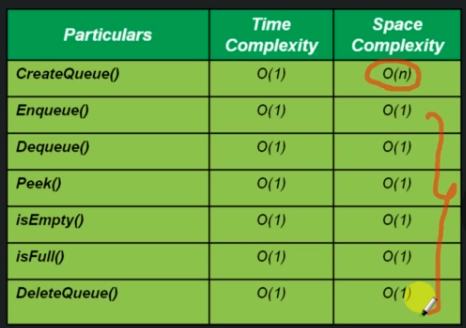 Particulars Time Complexity Space Complexity
CreateQueue() O(1) O(n)
Enqueue() O(1) O(1)
Dequeue() O(1) O(1)
Peek() O(1) O(1)
isEmpty() O(1) O(1)
isFull() O(1) O(1)
DeleteQueue() O(1) O(1)